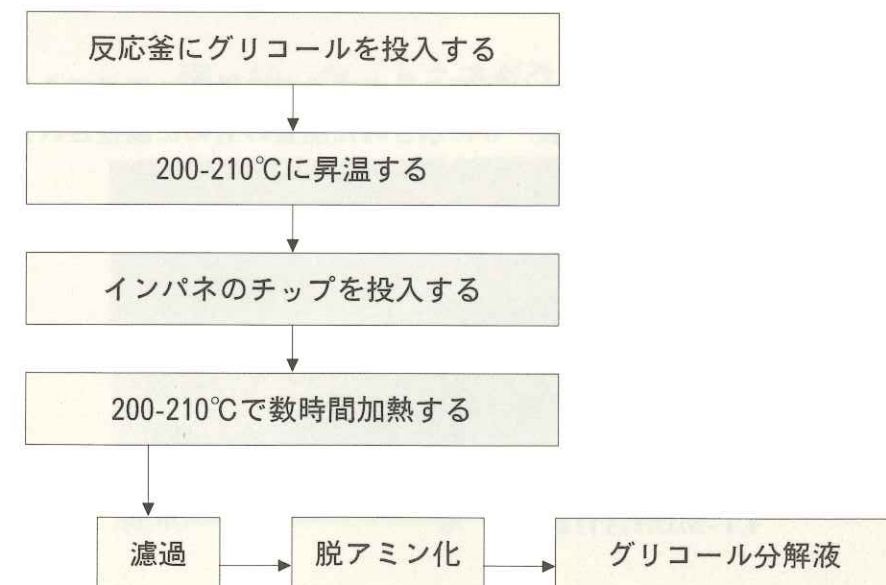 反応釜にグリコールを投入する
200-210℃に昇温する
インパネのチップを投入する
200-210℃で数時間加熱する
濾過
脱アミン化
グリコール分解液